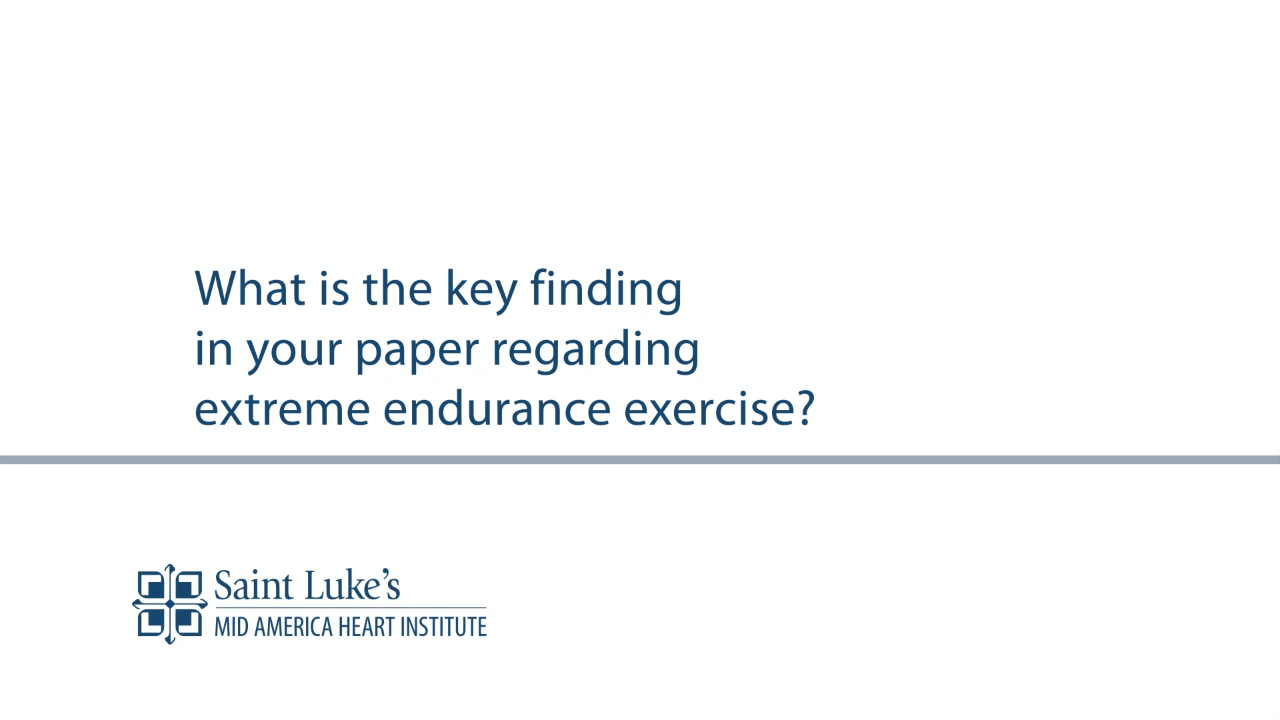 What is the key finding
in your paper regarding
extreme endurance exercise?
Saint Luke's
MID AMERICA HEART INSTITUTE